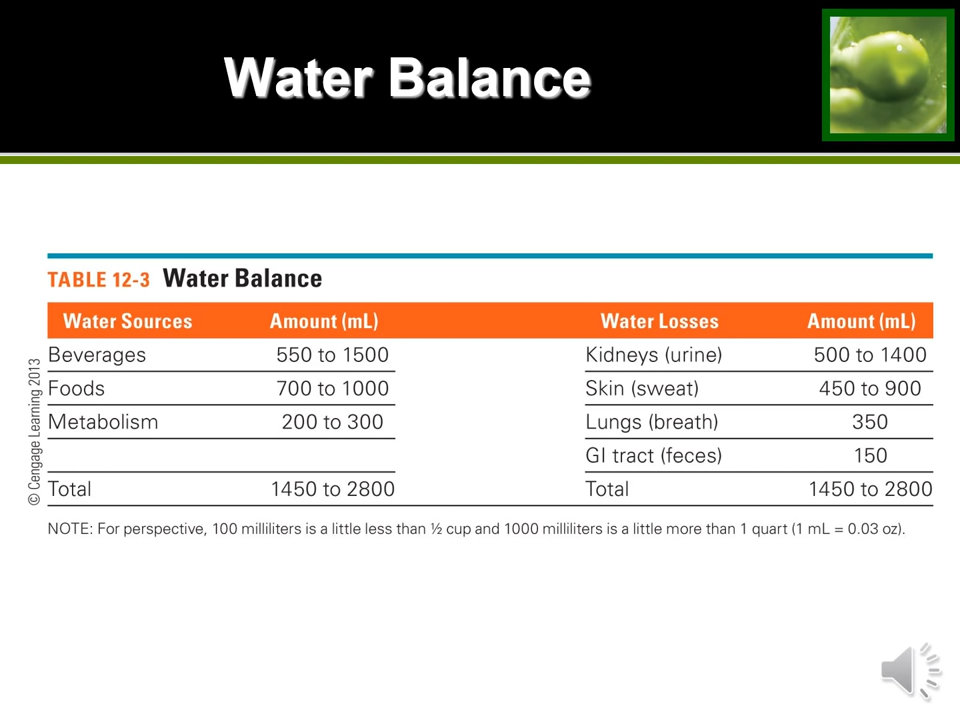 Water Balance
TABLE 12-3 Water Balance
Water Sources Amount (mL) Water Losses Amount (mL)
Beverages 550 to 1500 Kidneys (urine) 500 to 1400
Foods 700 to 1000 Skin (sweat) 450 to 900
Metabolism 200 to 300 Lungs (breath) 350
GI tract (feces) 150
Total 1450 to 2800 Total 1450 to 2800
NOTE: For perspective, 100 milliliters is a little less than ½ cup and 1000 milliliters is a little more than 1 quart (1 mL = 0.03 oz).
© Cengage Learning 2013